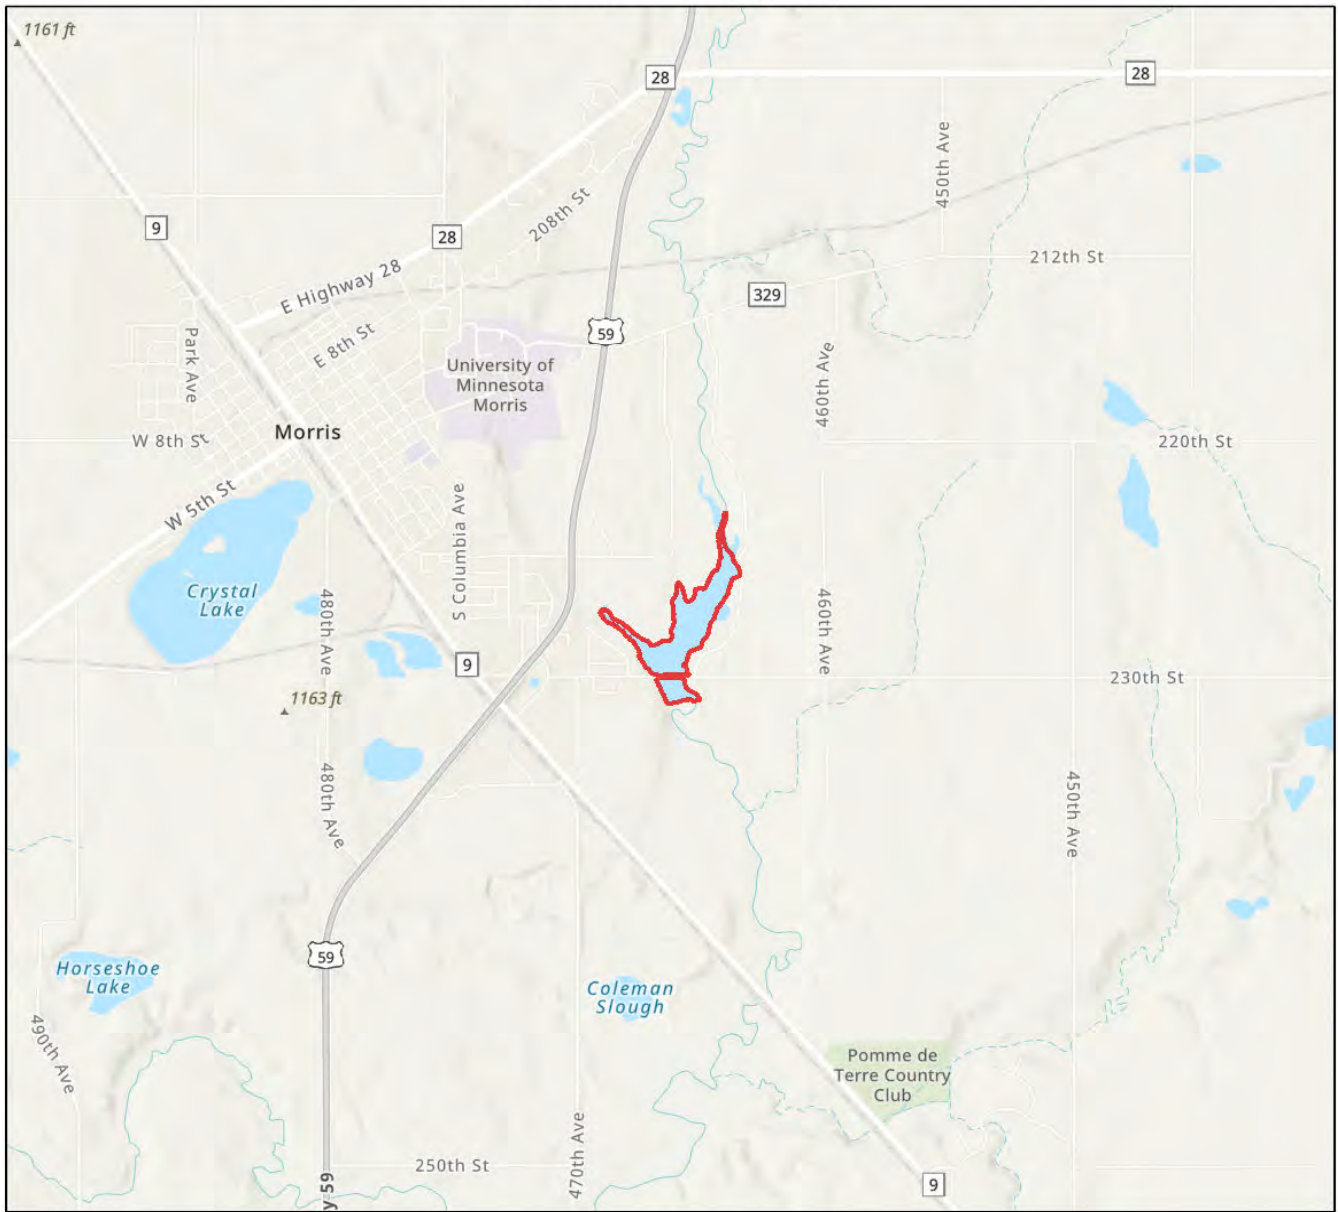 1161 ft
28
28
450th Ave
208th St
9
28
E Highway 28
212th St
329
59
Park Ave
E 8th St
University of
Minnesota
Morris
460th Ave
Morris
W 8th St
220th St
W 5th St
S Columbia Ave
Crystal
Lake
480th Ave
460th Ave
9
230th St
1163 ft
480th Ave
450th Ave
59
Horseshoe
Lake
Coleman
Slough
490th Ave
Pomme de
Terre Country
Club
470th Ave
250th St
y 59
9